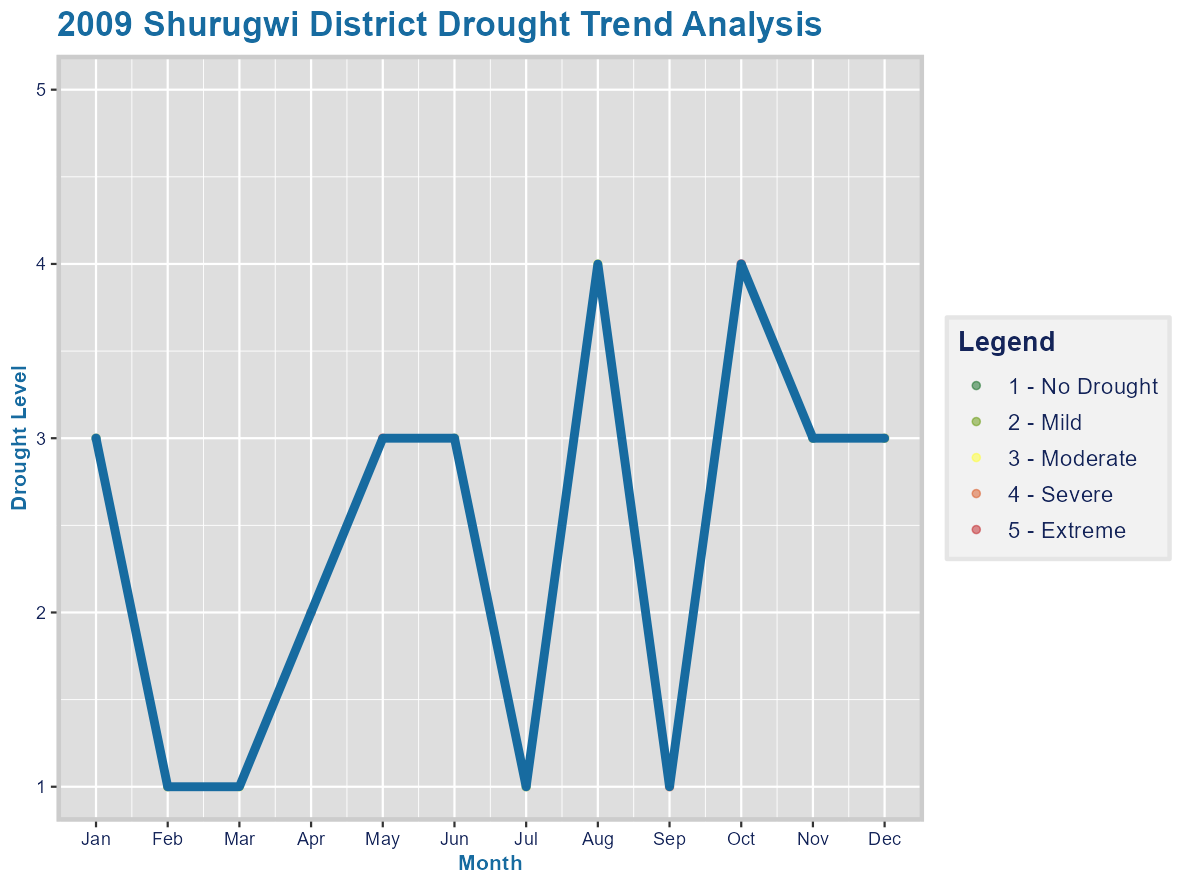 2009 Shurugwi District Drought Trend Analysis
5
4
3
2
1
Drought Level
Jan Feb Mar Apr May Jun Jul Aug Sep Oct Nov Dec
Month
Legend
1 - No Drought
2 - Mild
3 - Moderate
4 - Severe
5 - Extreme